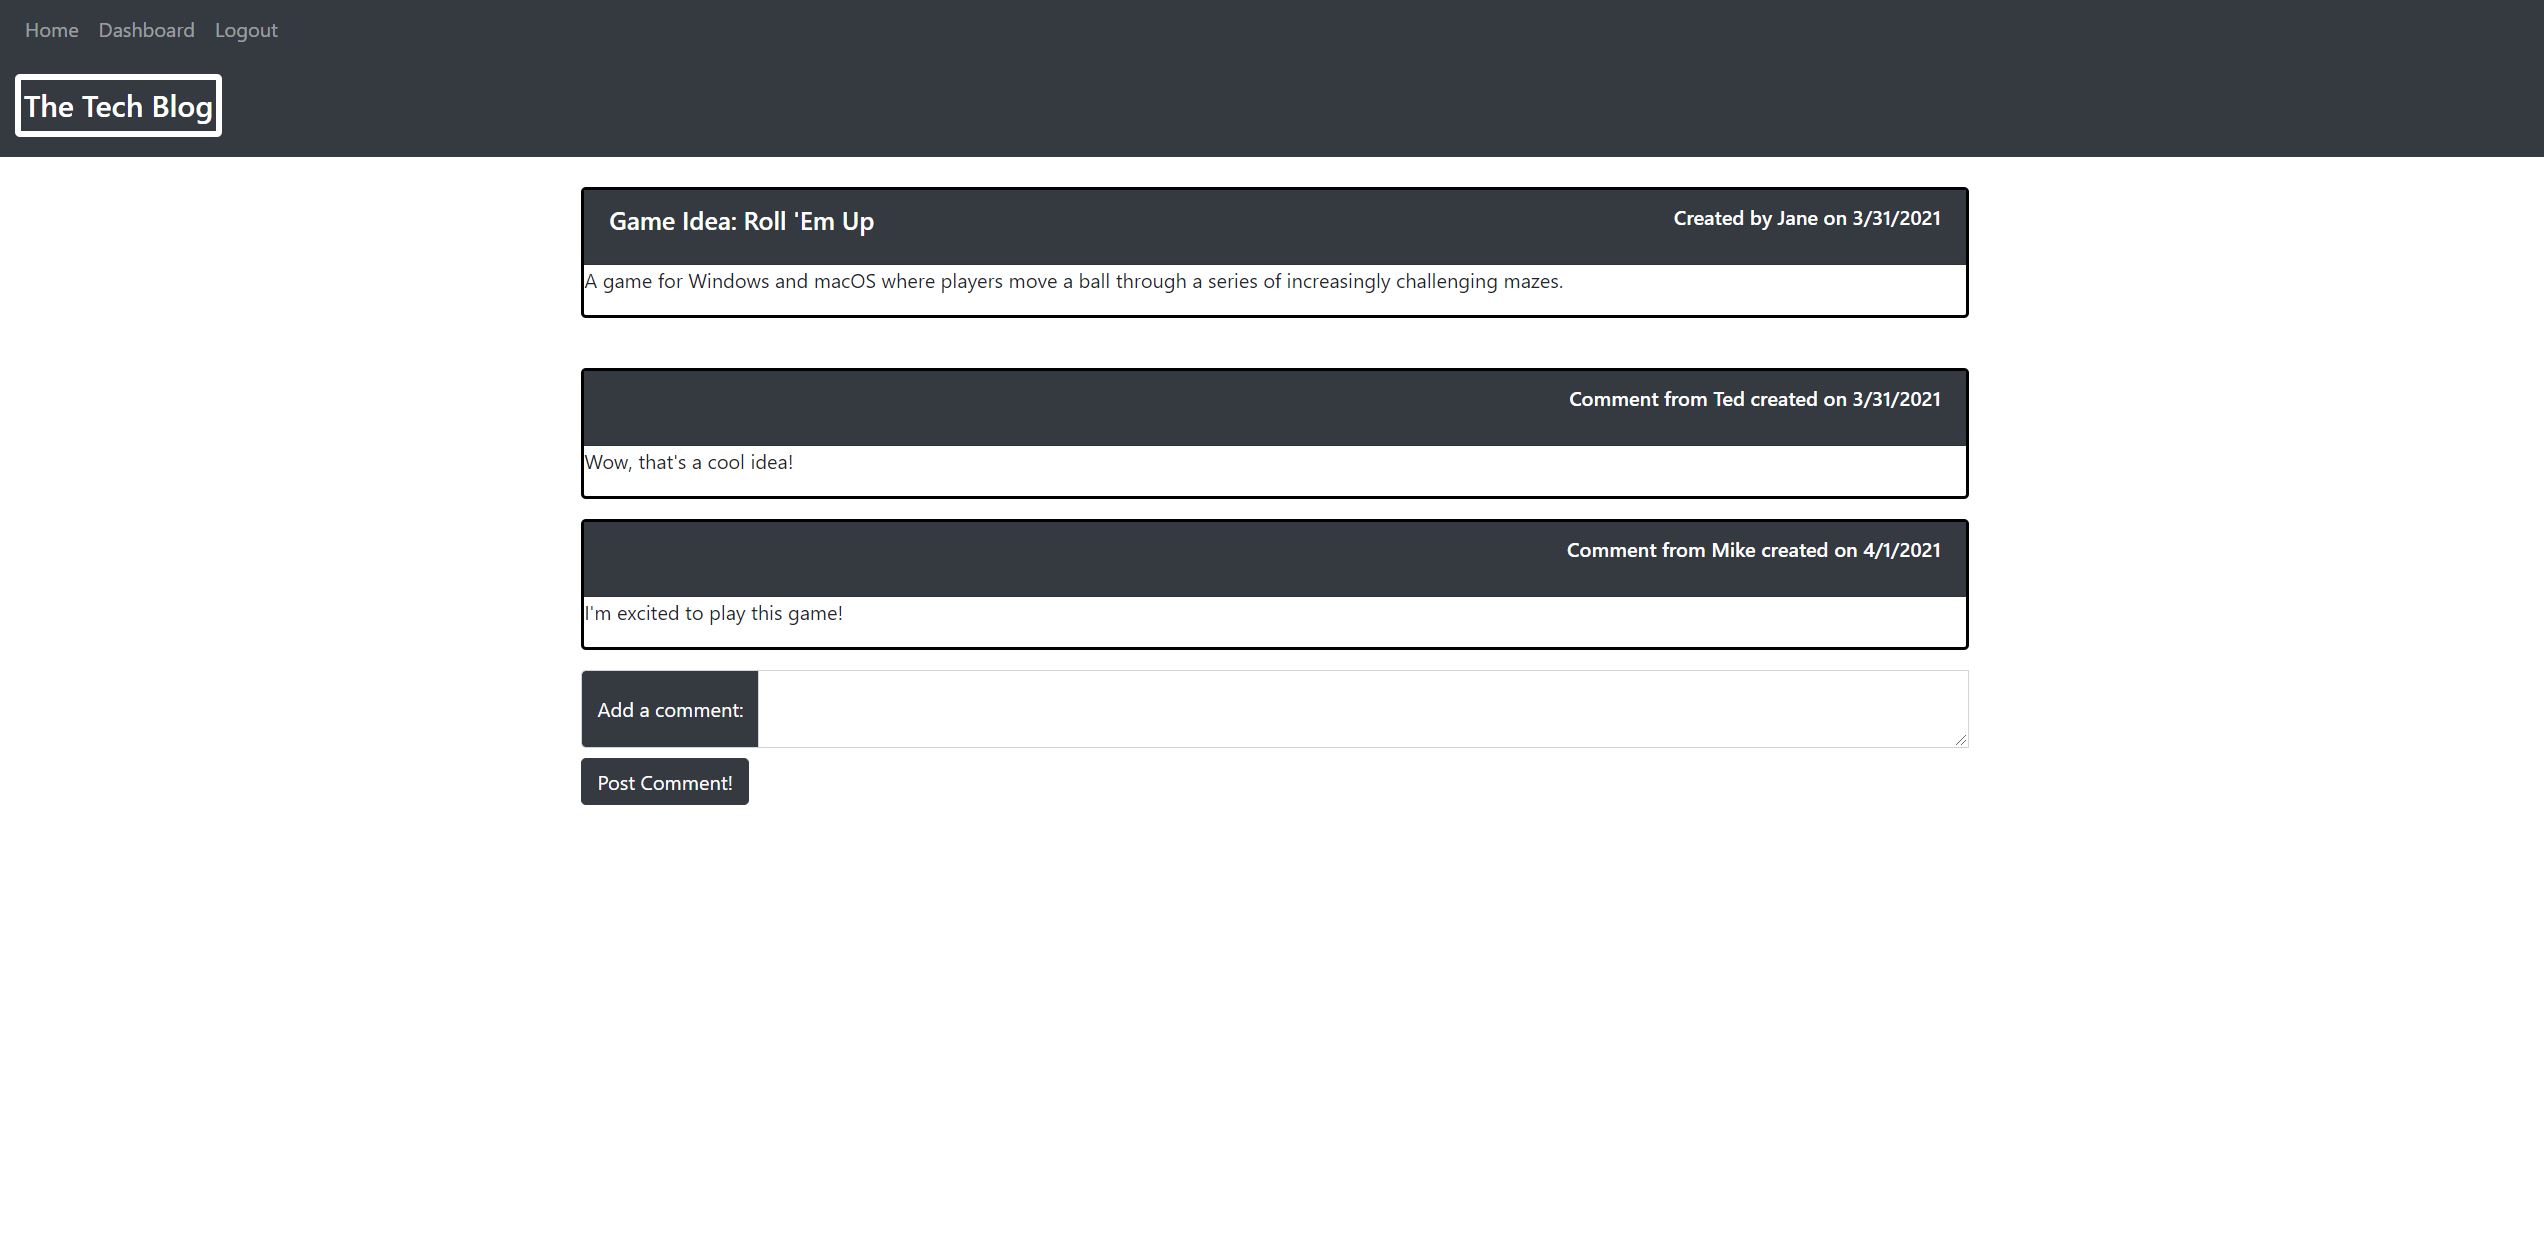 Home Dashboard Logout
The Tech Blog
Game Idea: Roll 'Em Up Created by Jane on 3/31/2021
A game for Windows and macOS where players move a ball through a series of increasingly challenging mazes.
Comment from Ted created on 3/31/2021
Wow, that's a cool idea!
Comment from Mike created on 4/1/2021
I'm excited to play this game!
Add a comment:
Post Comment!